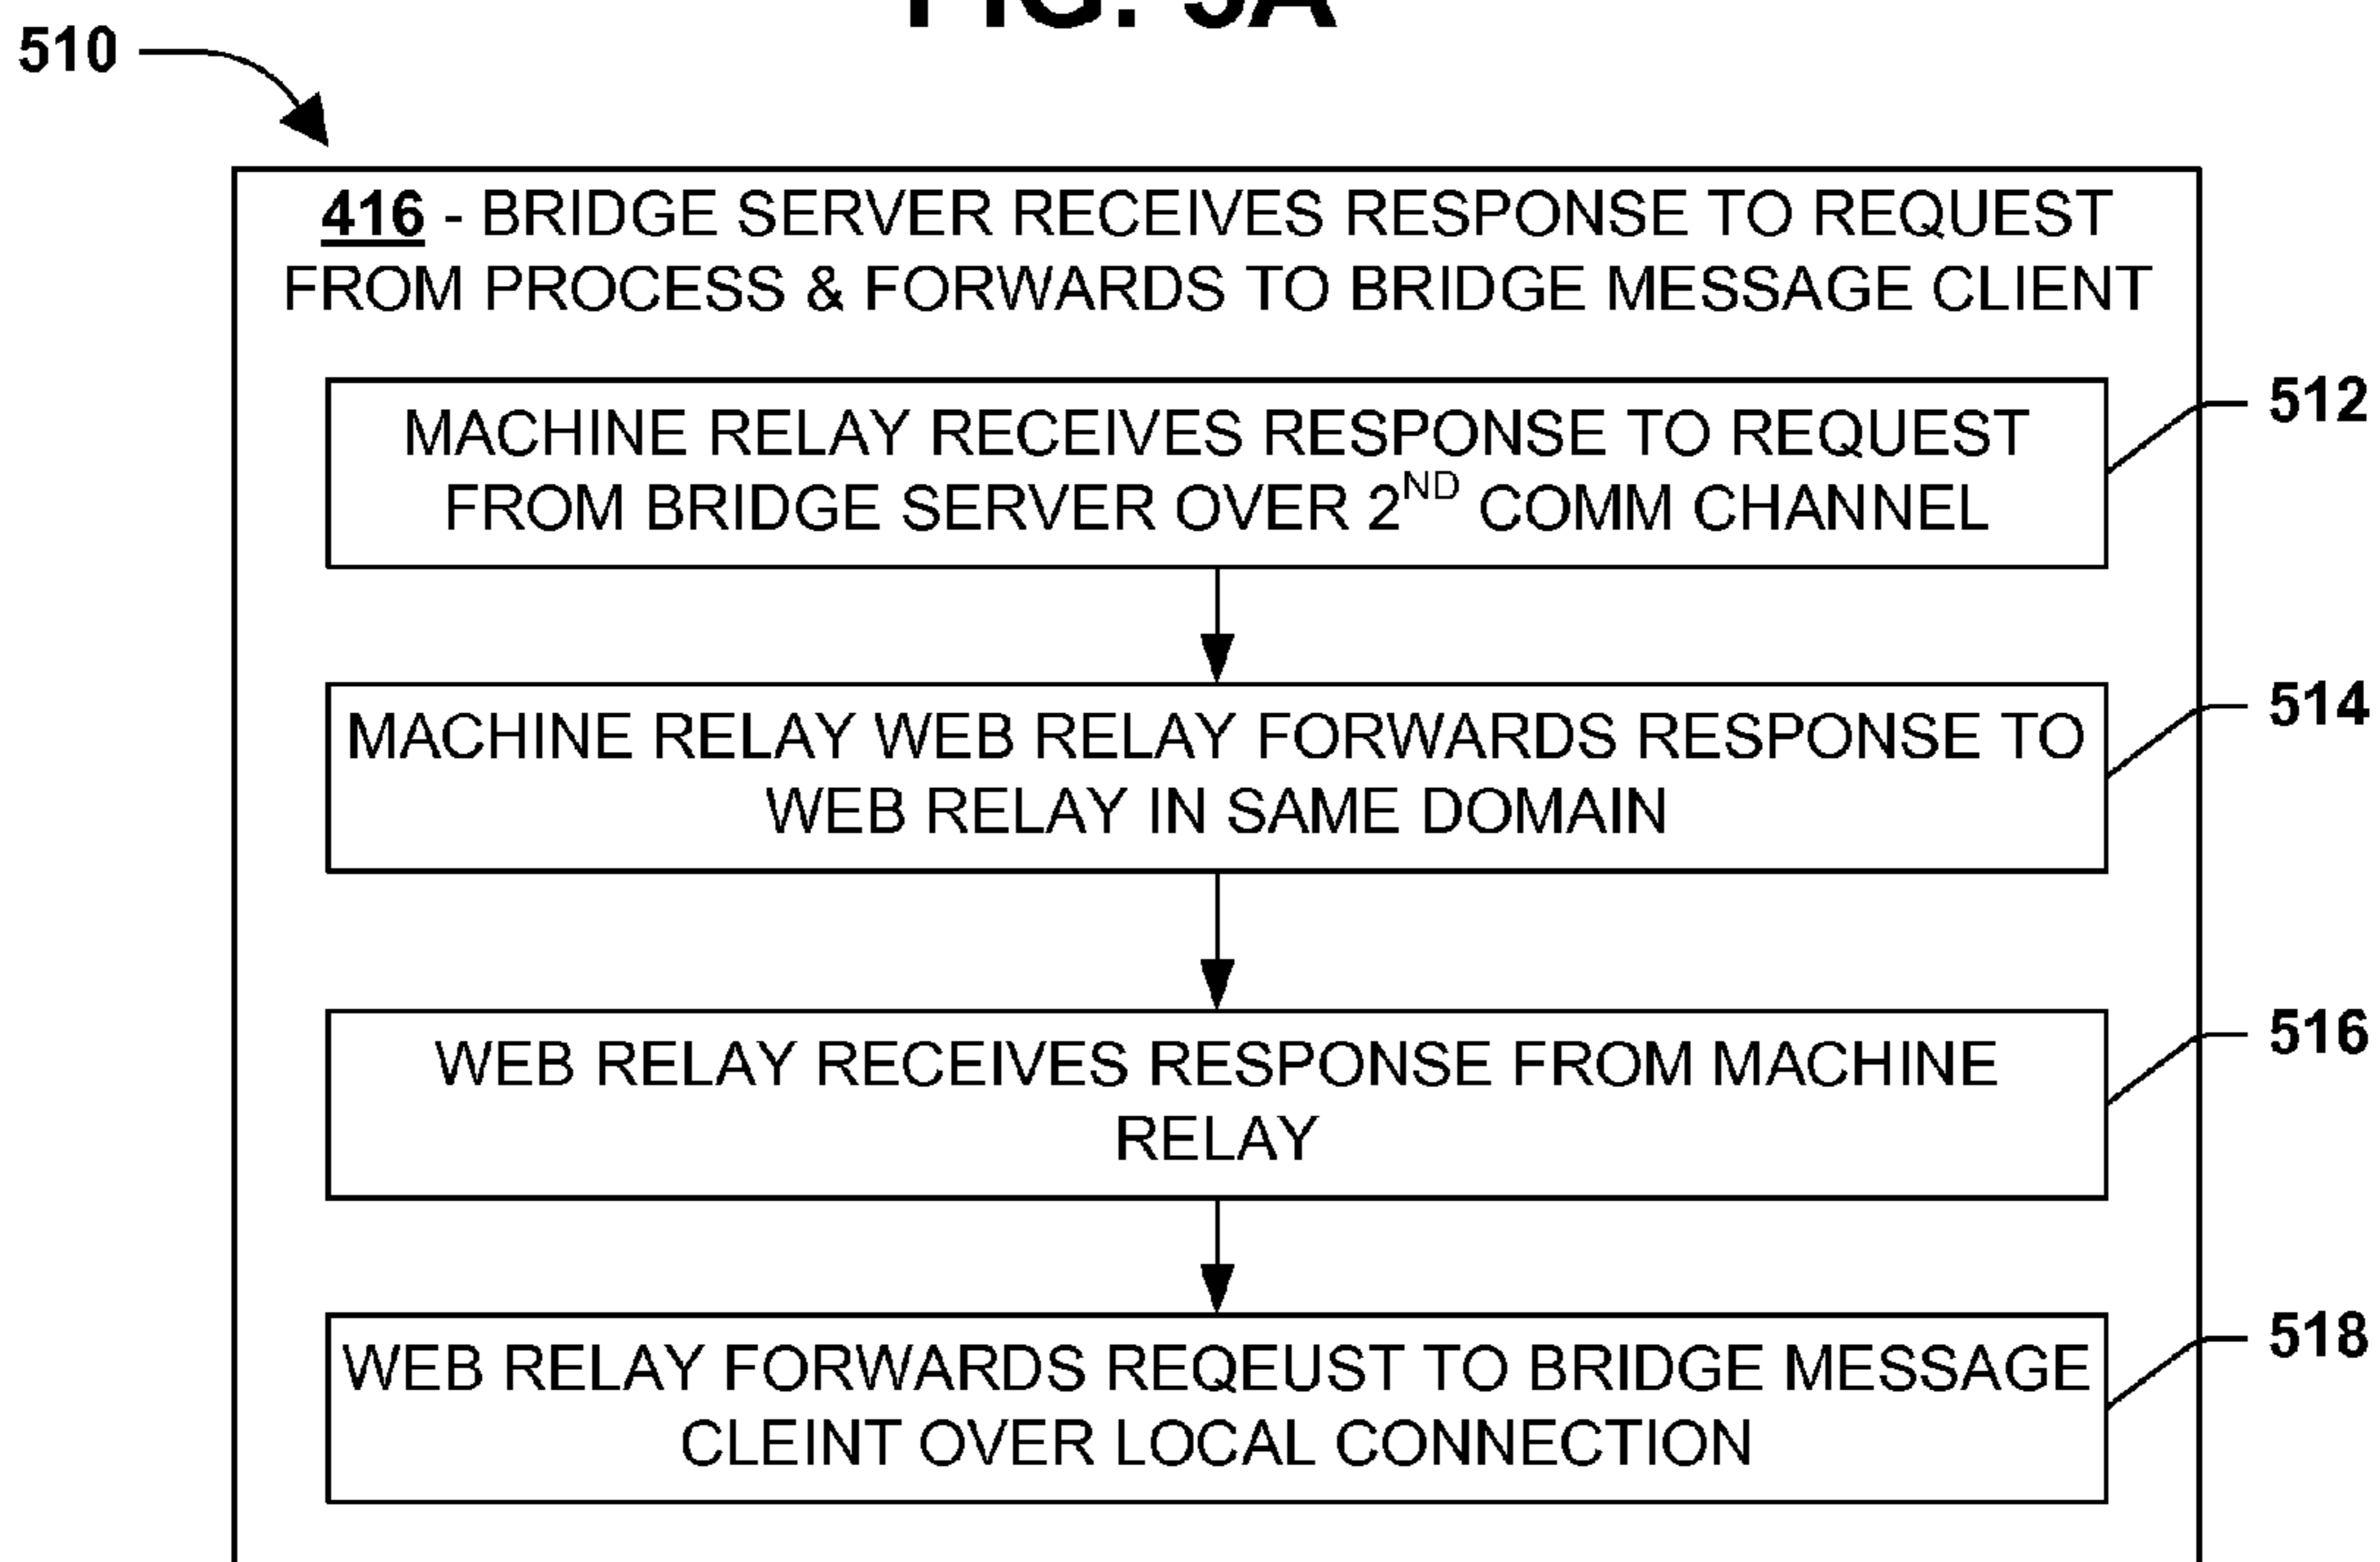 FIG. 5A
510
416 - BRIDGE SERVER RECEIVES RESPONSE TO REQUEST
FROM PROCESS & FORWARDS TO BRIDGE MESSAGE CLIENT
MACHINE RELAY RECEIVES RESPONSE TO REQUEST
FROM BRIDGE SERVER OVER 2ND COMM CHANNEL
512
MACHINE RELAY WEB RELAY FORWARDS RESPONSE TO
WEB RELAY IN SAME DOMAIN
514
WEB RELAY RECEIVES RESPONSE FROM MACHINE
RELAY
516
WEB RELAY FORWARDS REQEUST TO BRIDGE MESSAGE
CLEINT OVER LOCAL CONNECTION
518